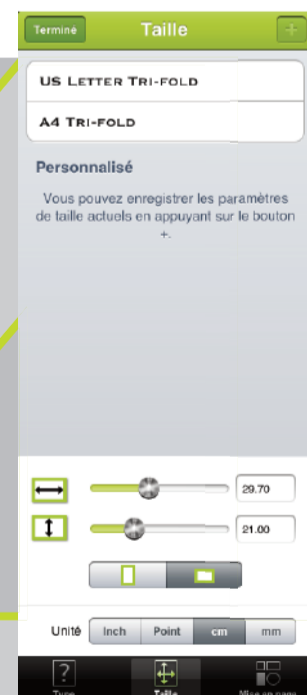 Terminé Taille +
US LETTER TRI-FOLD
A4 TRI-FOLD
Personnalisé
Vous pouvez enregistrer les paramètres
de taille actuels en appuyant sur le bouton
+.
29.70
21.00
Unité Inch Point cm mm
? Type Taille Mise en page